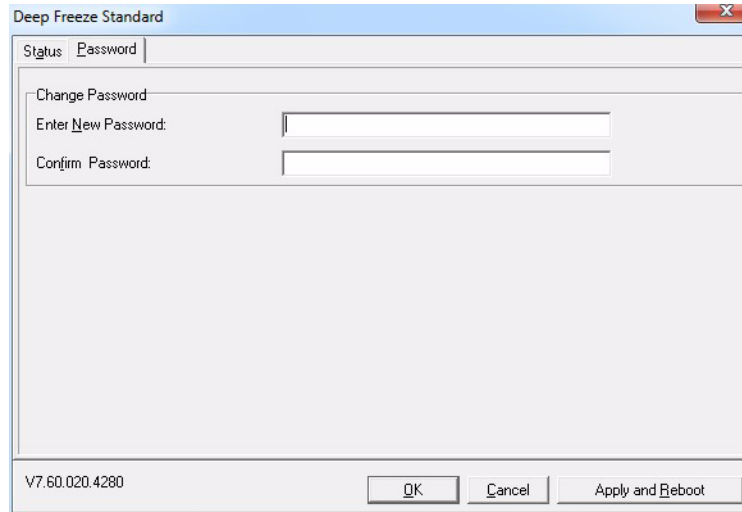 Deep Freeze Standard
X
Status Password
Change Password
Enter New Password:
Confirm Password:
V7.60.020.4280
OK Cancel Apply and Reboot